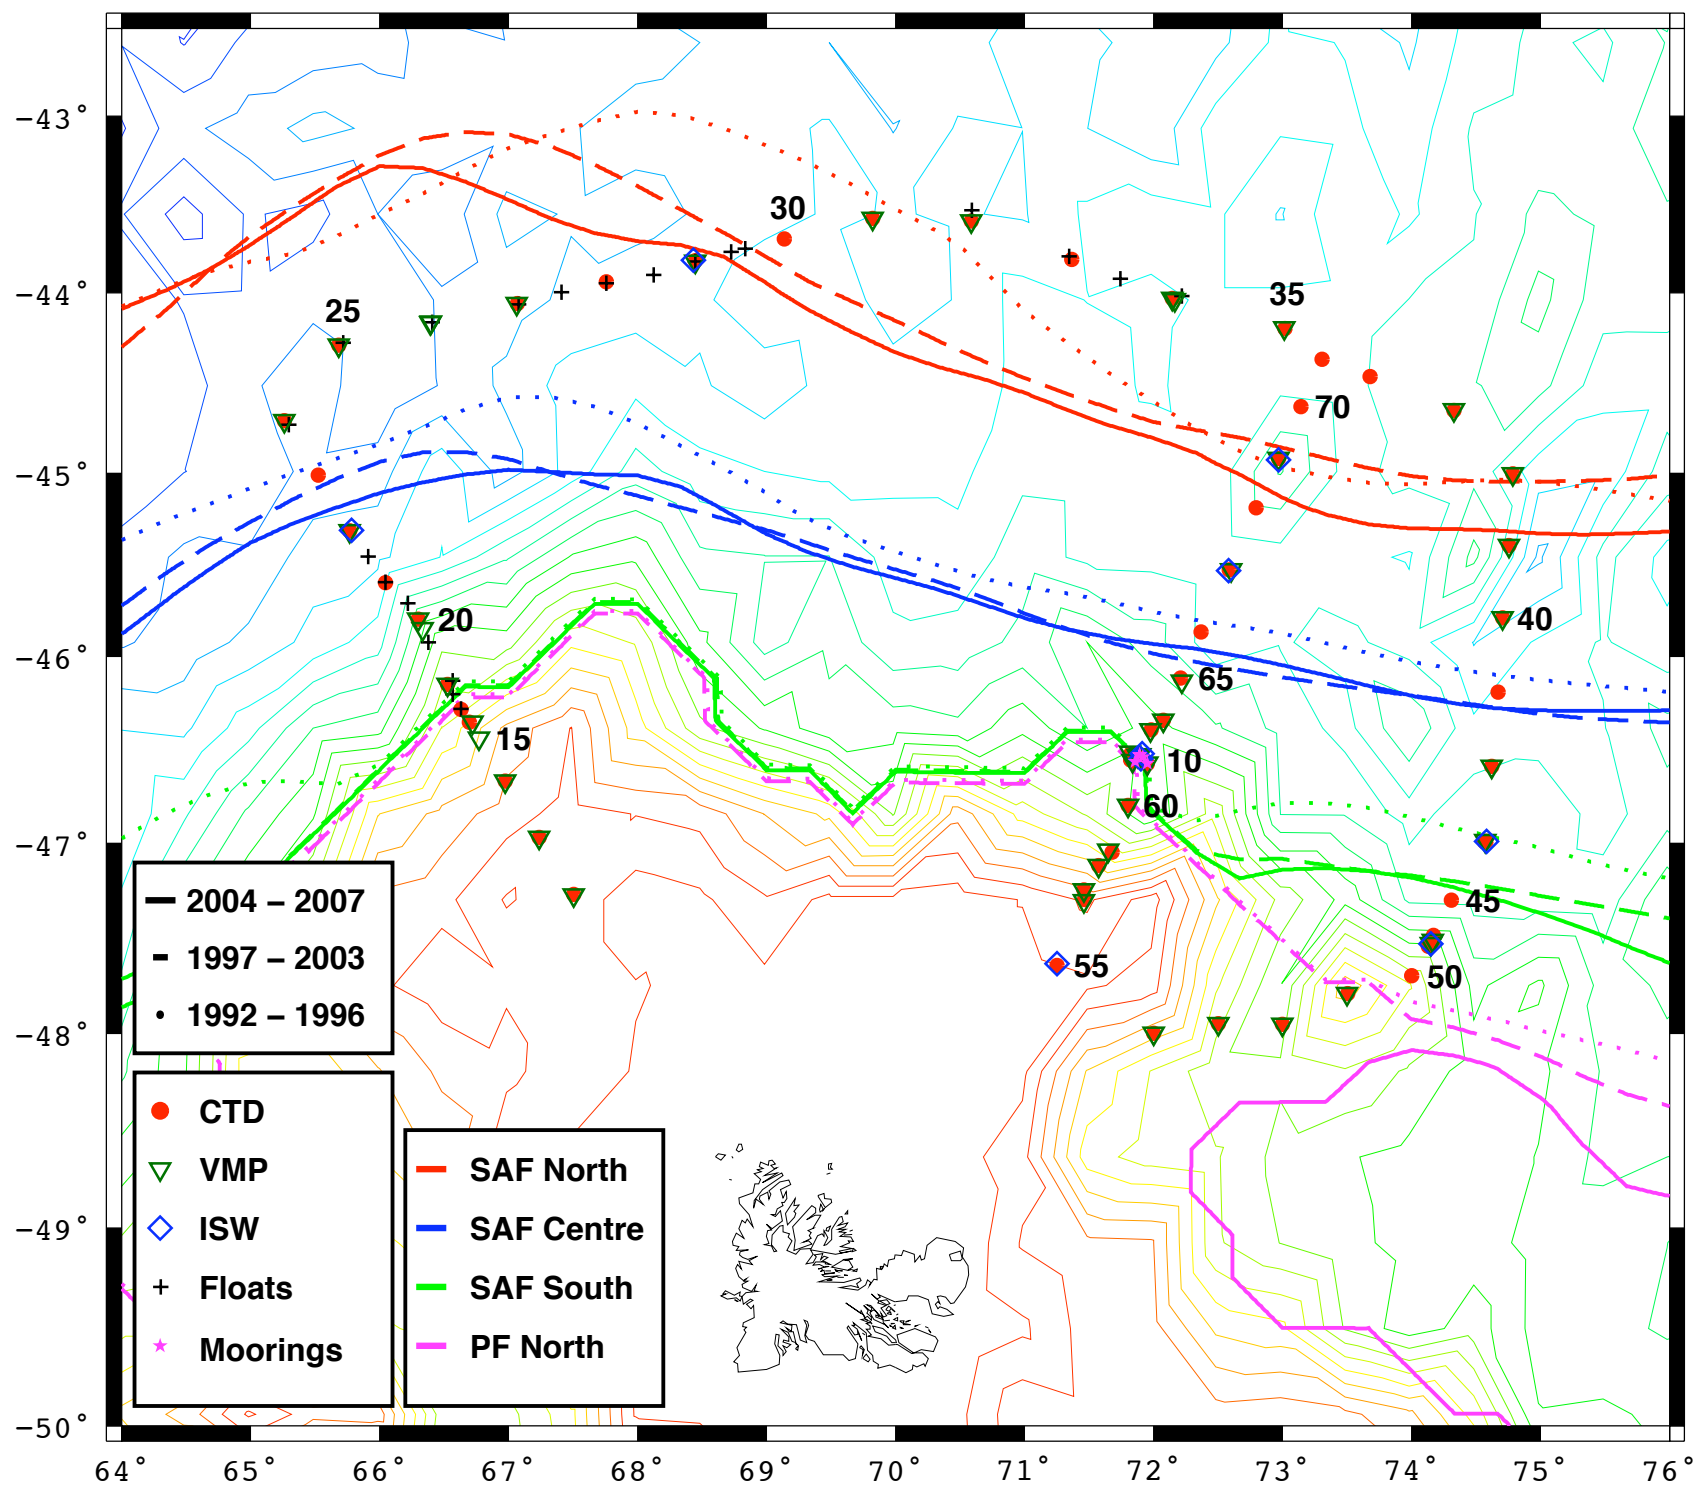 −43°
30
35
−44°
25
70
−45°
20
40
−46°
65
15
10
60
−47°
45
2004 − 2007
55
50
1997 − 2003
1992 − 1996
−48°
CTD
VMP
ISW
Floats
Moorings
SAF North
SAF Centre
SAF South
PF North
−49°
−50°
64° 65° 66° 67° 68° 69° 70° 71° 72° 73° 74° 75° 76°